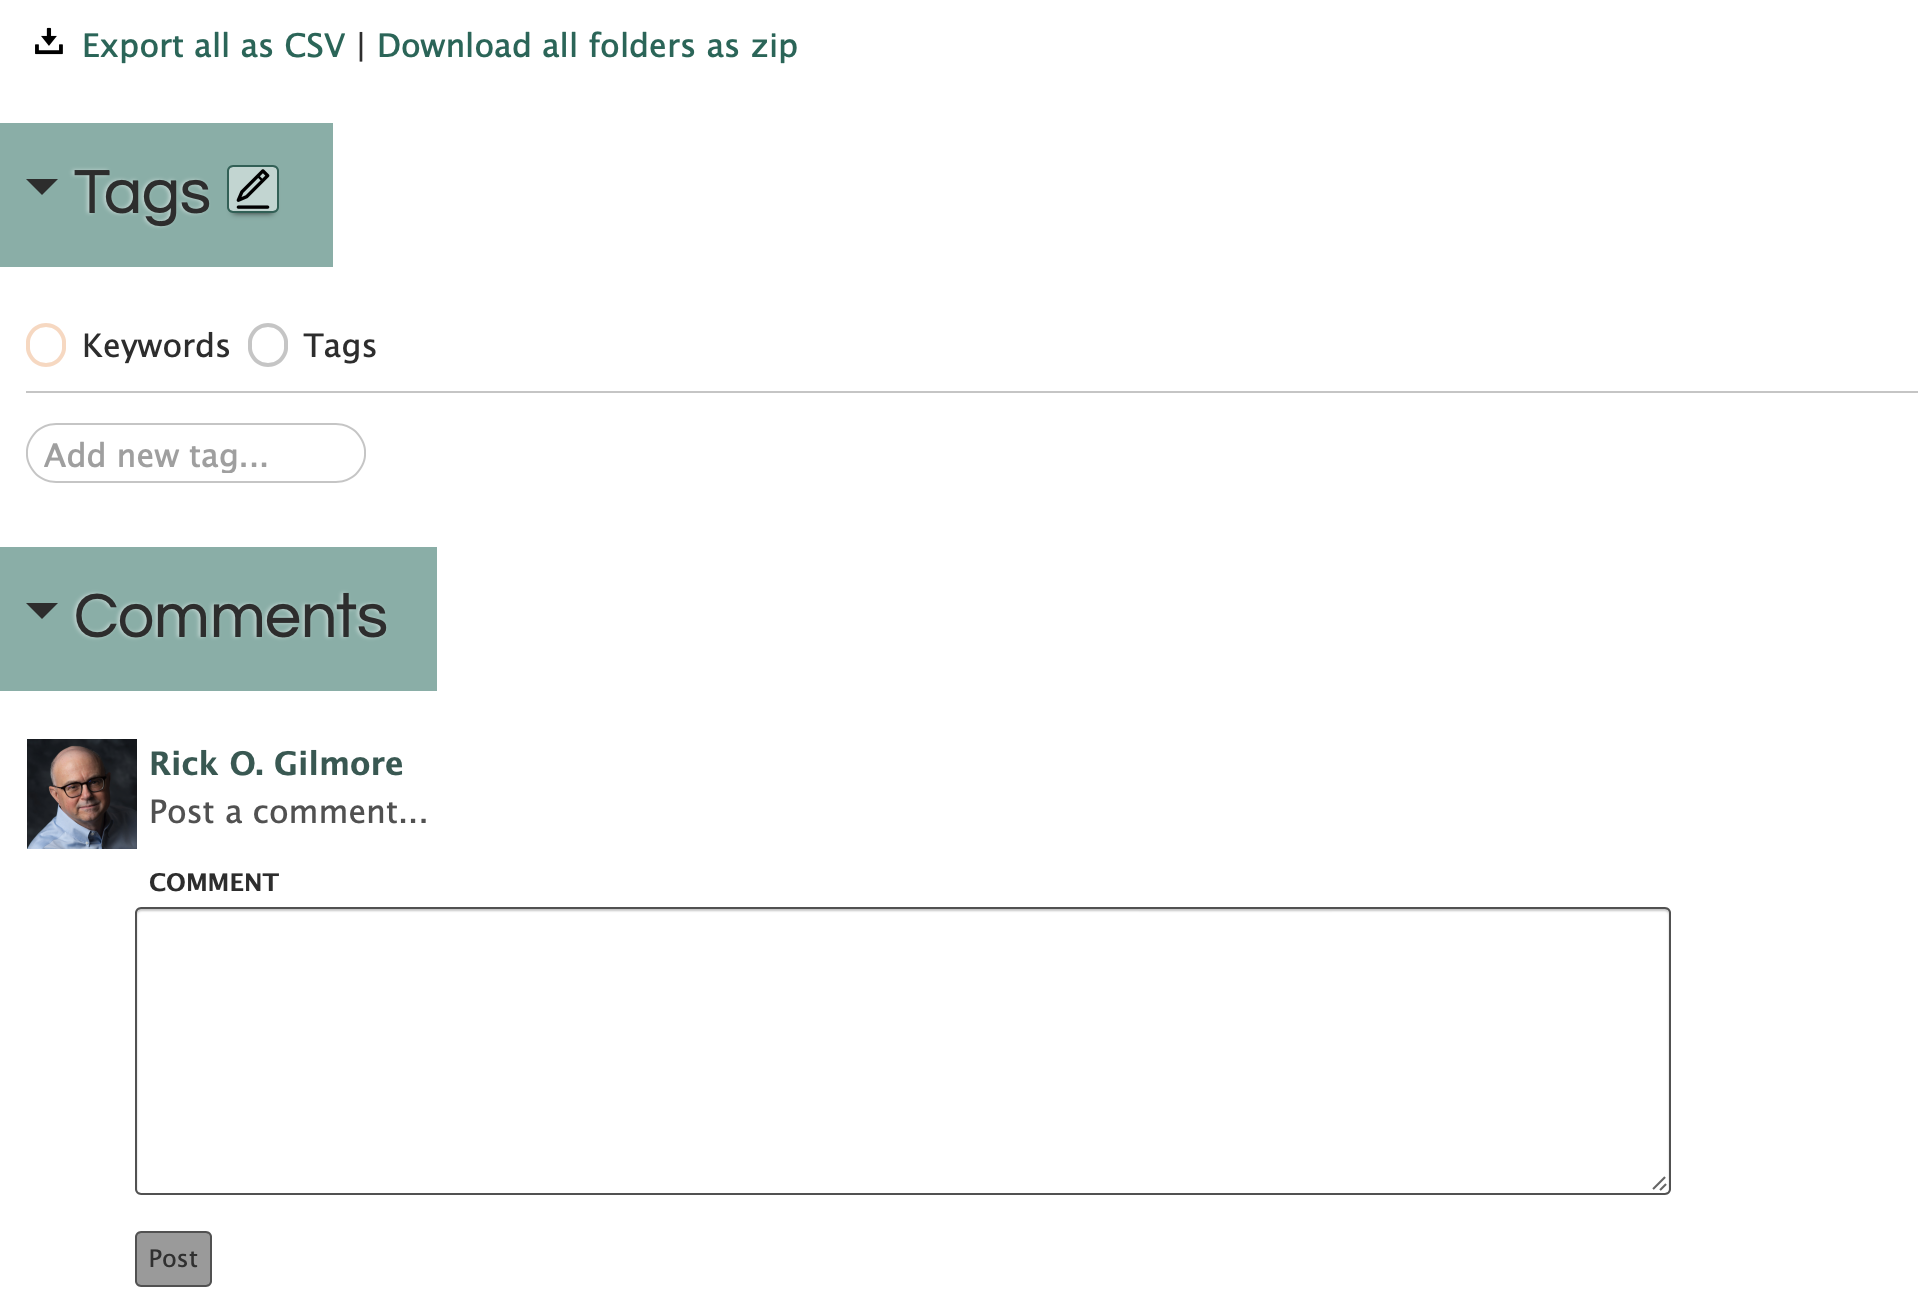 Export all as CSV | Download all folders as zip
Tags
Keywords Tags
Add new tag...
Comments
Rick O. Gilmore
Post a comment...
COMMENT
Post